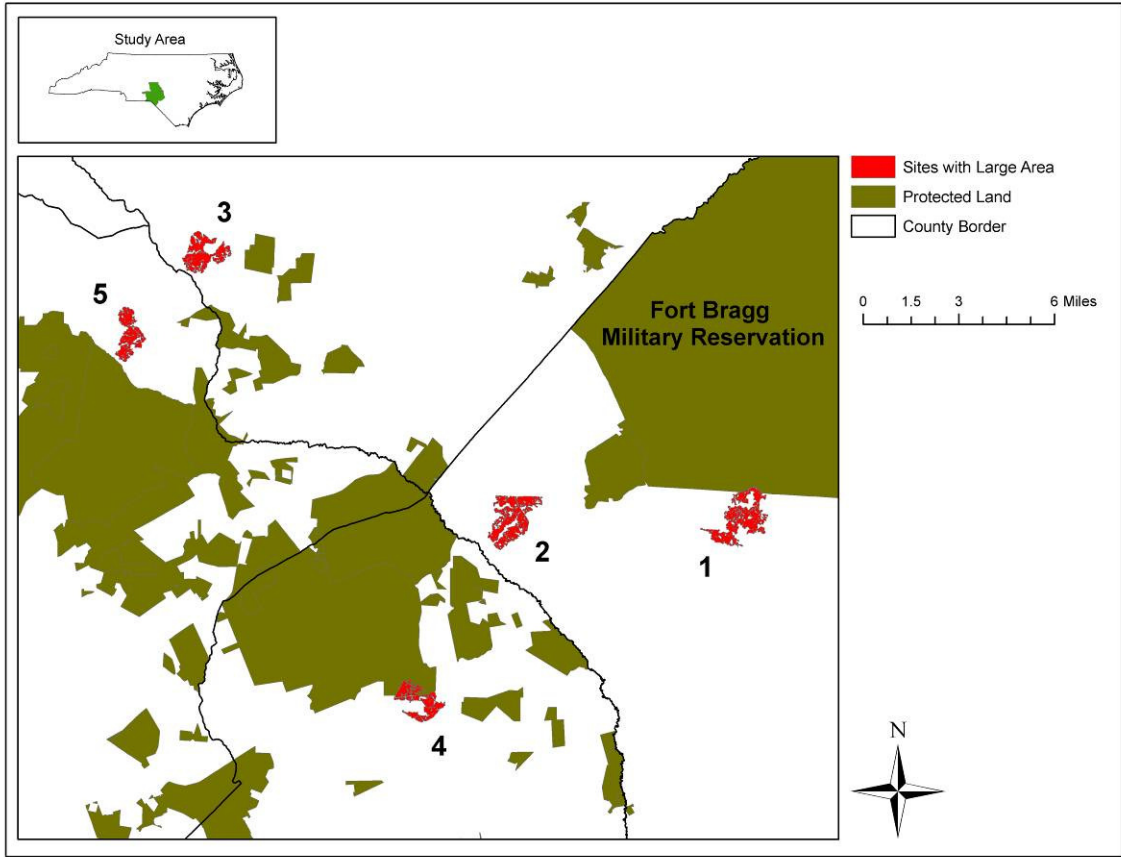 Study Area
Sites with Large Area
Protected Land
County Border
0 1.5 3 6 Miles
3
5
Fort Bragg
Military Reservation
2
1
4
N